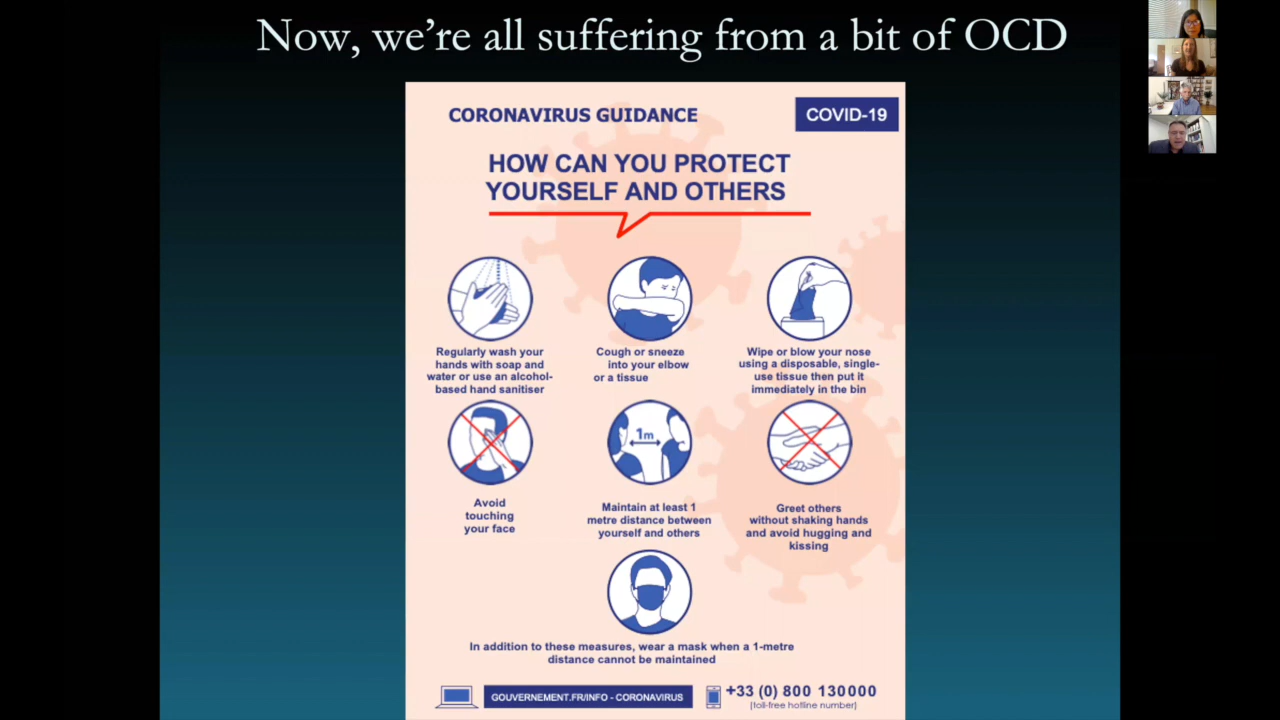 Now, we're all suffering from a bit of OCD
CORONAVIRUS GUIDANCE
COVID-19
HOW CAN YOU PROTECT
YOURSELF AND OTHERS
Regularly wash your
hands with soap and
water or use an alcohol-
based hand sanitiser
Cough or sneeze
into your elbow
or a tissue
Wipe or blow your nose
using a disposable, single-
use tissue then put it
immediately in the bin
Avoid
touching
your face
1m
Maintain at least 1
metre distance between
yourself and others
Greet others
without shaking hands
and avoid hugging and
kissing
In addition to these measures, wear a mask when a 1-metre
distance cannot be maintained
GOUVERNEMENT.FR/INFO - CORONAVIRUS
+33 (0) 800 130000
(toll-free hotline number)